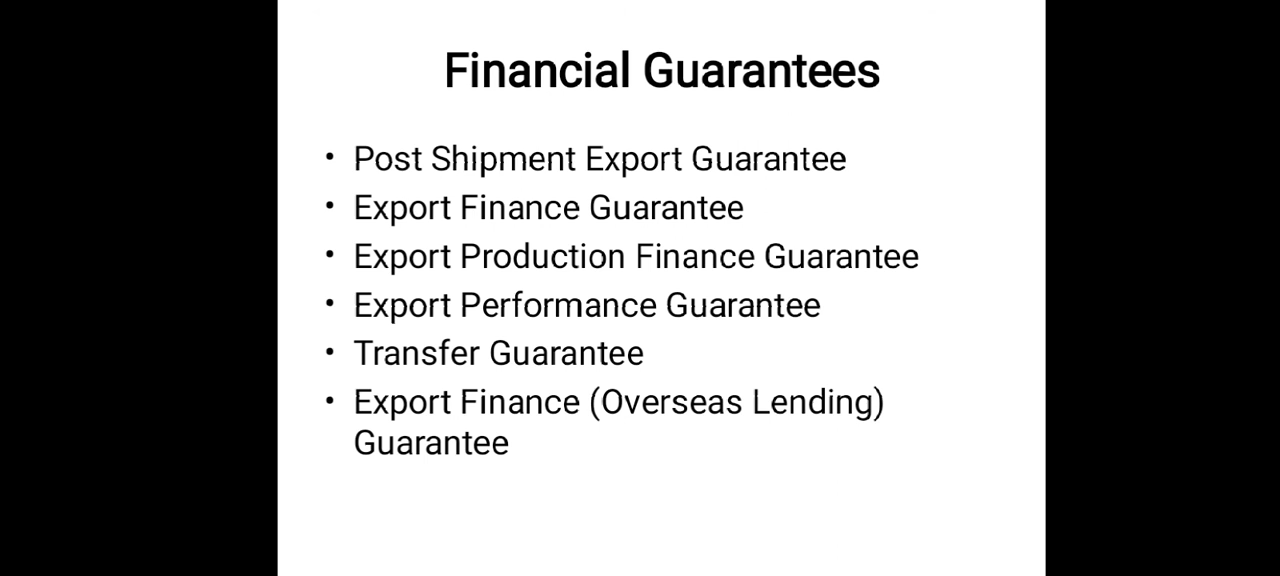 Financial Guarantees
• Post Shipment Export Guarantee
• Export Finance Guarantee
• Export Production Finance Guarantee
• Export Performance Guarantee
• Transfer Guarantee
• Export Finance (Overseas Lending)
Guarantee